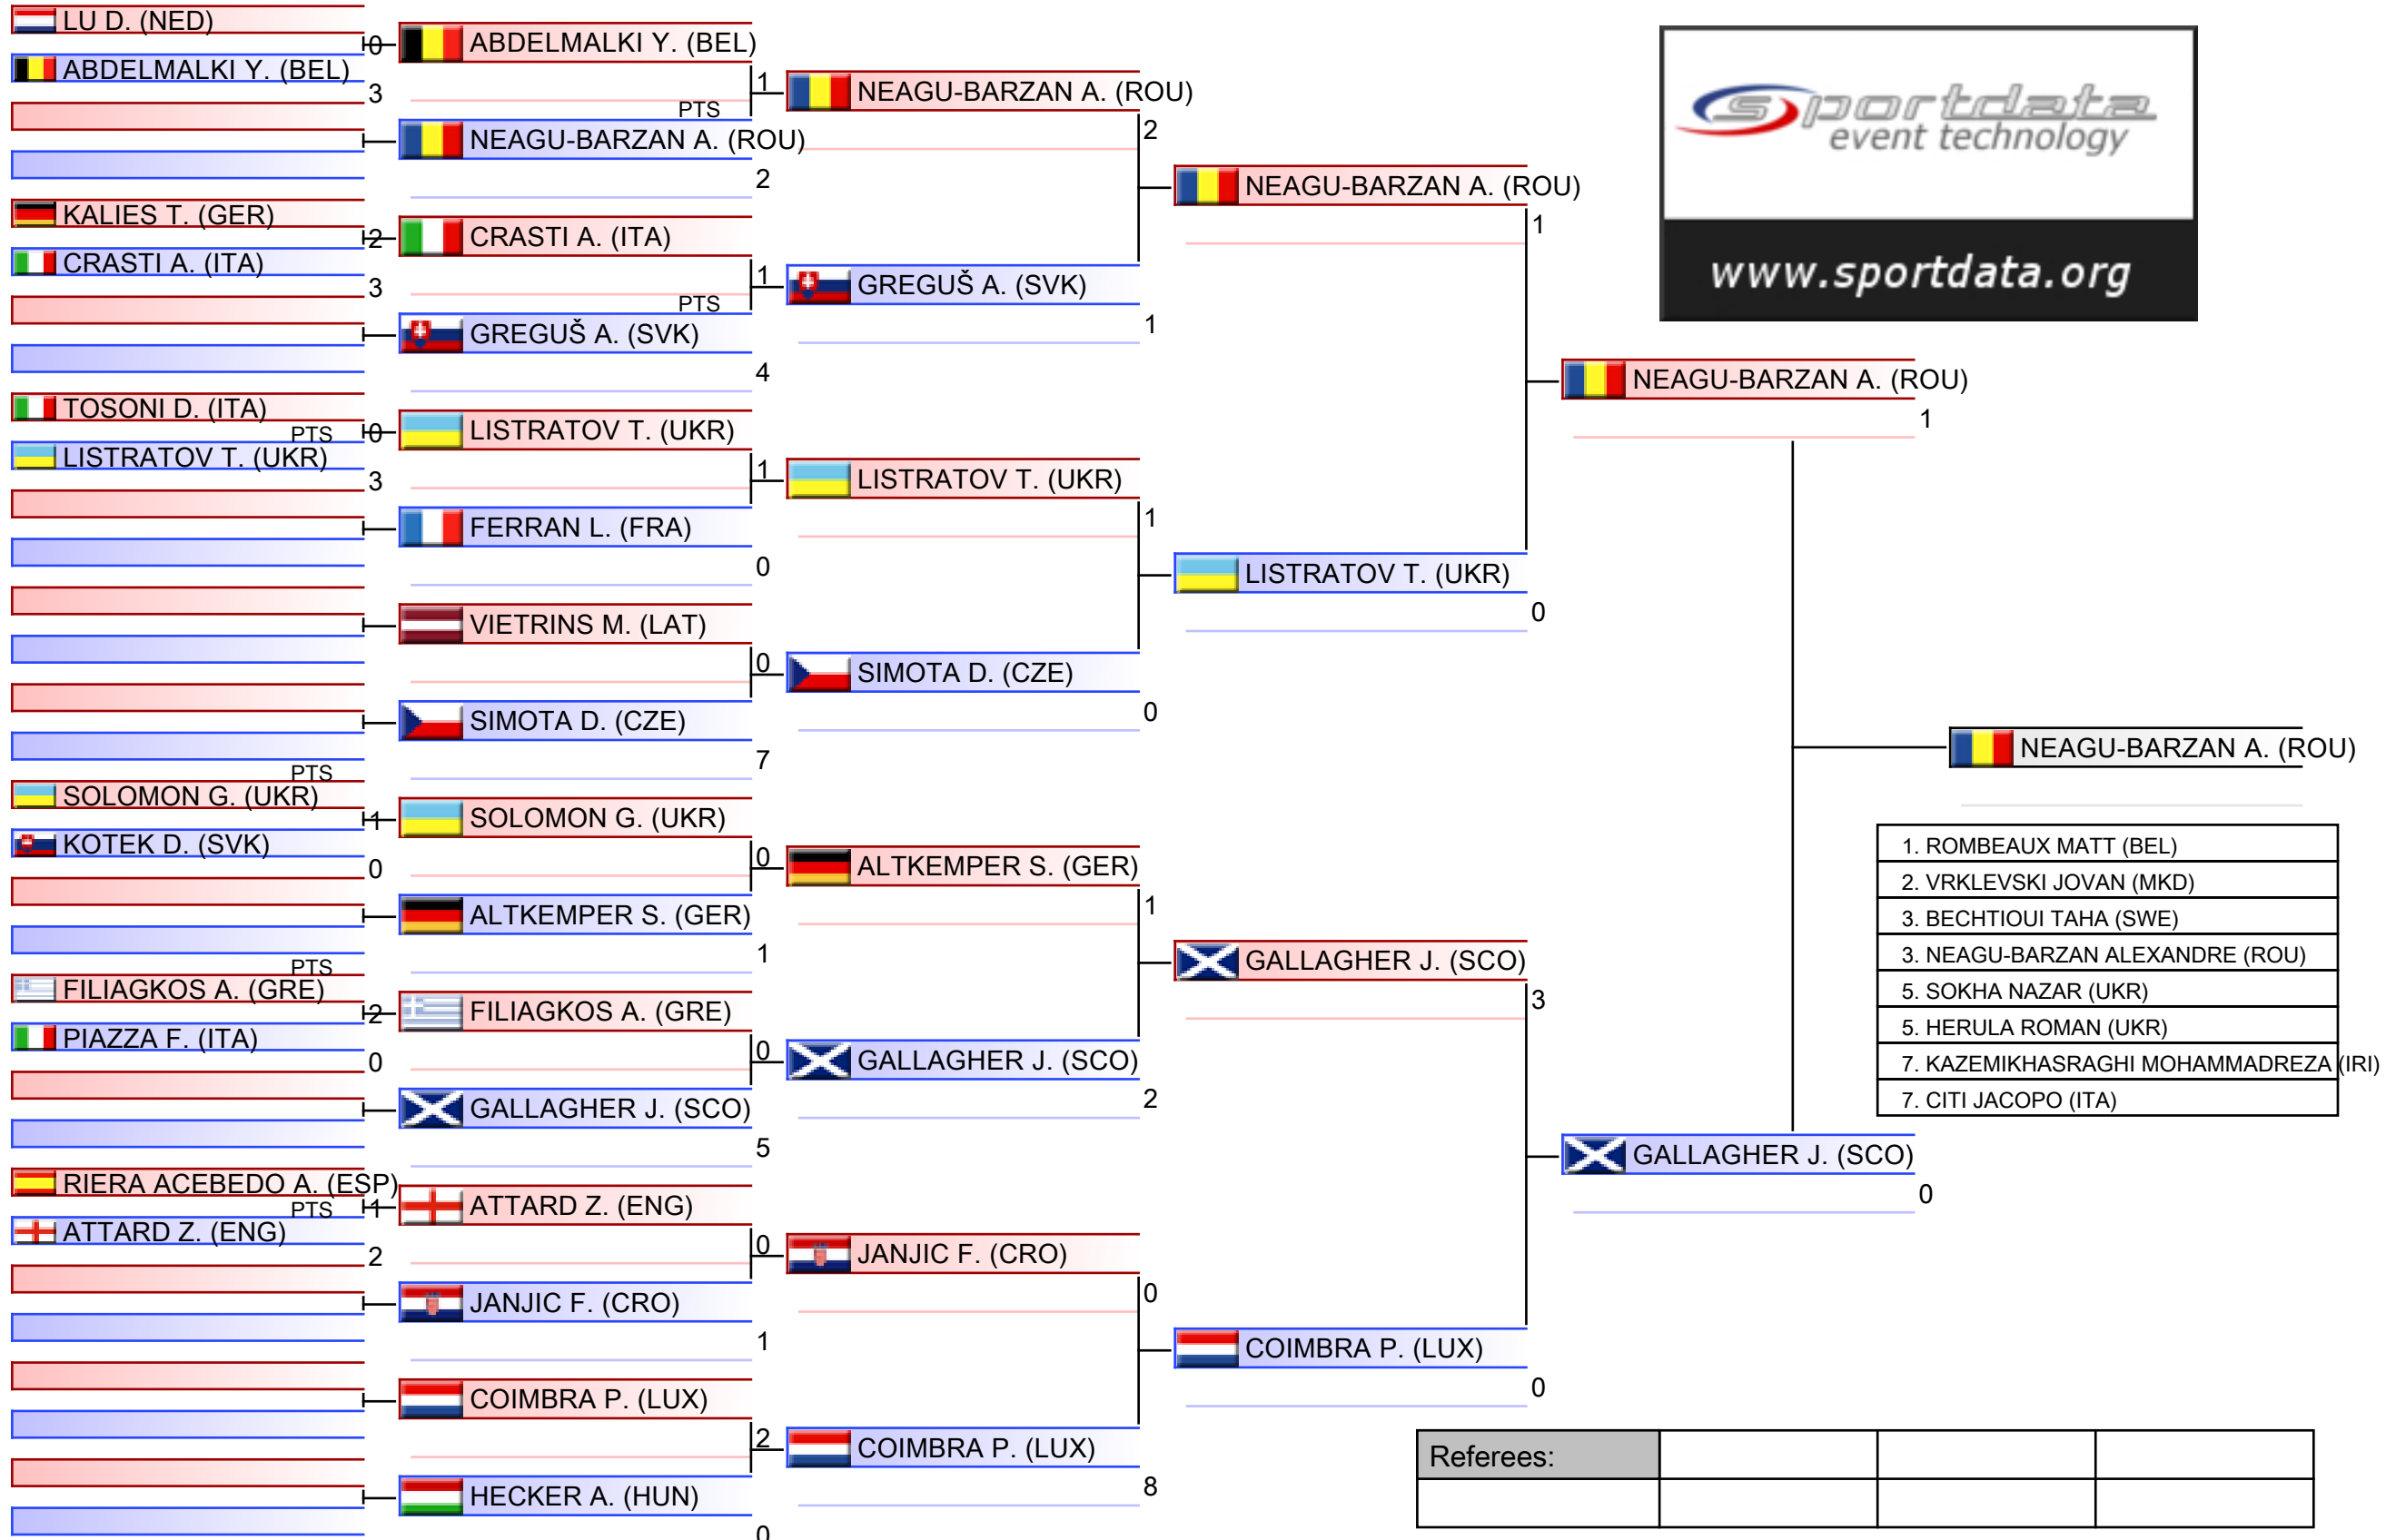 LU D. (NED)
0
ABDELMALKI Y. (BEL)
3
KALIES T. (GER)
2
CRASTI A. (ITA)
3
TOSONI D. (ITA)
PTS 0
LISTRATOV T. (UKR)
3
PTS
SOLOMON G. (UKR)
1
KOTEK D. (SVK)
0
PTS
FILIAGKOS A. (GRE)
2
PIAZZA F. (ITA)
0
RIERA ACEBEDO A. (ESP)
PTS 1
ATTARD Z. (ENG)
2
ABDELMALKI Y. (BEL)
1
PTS
NEAGU-BARZAN A. (ROU)
2
CRASTI A. (ITA)
1
PTS
GREGUŠ A. (SVK)
4
LISTRATOV T. (UKR)
1
FERRAN L. (FRA)
0
VIETRINS M. (LAT)
0
SIMOTA D. (CZE)
7
SOLOMON G. (UKR)
0
ALTKEMPER S. (GER)
1
FILIAGKOS A. (GRE)
0
GALLAGHER J. (SCO)
5
ATTARD Z. (ENG)
0
JANJIC F. (CRO)
1
COIMBRA P. (LUX)
2
HECKER A. (HUN)
0
NEAGU-BARZAN A. (ROU)
2
GREGUŠ A. (SVK)
1
LISTRATOV T. (UKR)
1
SIMOTA D. (CZE)
0
ALTKEMPER S. (GER)
1
GALLAGHER J. (SCO)
2
JANJIC F. (CRO)
0
COIMBRA P. (LUX)
8
NEAGU-BARZAN A. (ROU)
1
LISTRATOV T. (UKR)
0
GALLAGHER J. (SCO)
3
COIMBRA P. (LUX)
0
NEAGU-BARZAN A. (ROU)
1
GALLAGHER J. (SCO)
0
NEAGU-BARZAN A. (ROU)
sportdata
event technology
www.sportdata.org
1. ROMBEAUX MATT (BEL)
2. VRKLEVSKI JOVAN (MKD)
3. BECHTIOUI TAHA (SWE)
3. NEAGU-BARZAN ALEXANDRE (ROU)
5. SOKHA NAZAR (UKR)
5. HERULA ROMAN (UKR)
7. KAZEMIKHASRAGHI MOHAMMADREZA (IRI)
7. CITI JACOPO (ITA)
Referees: